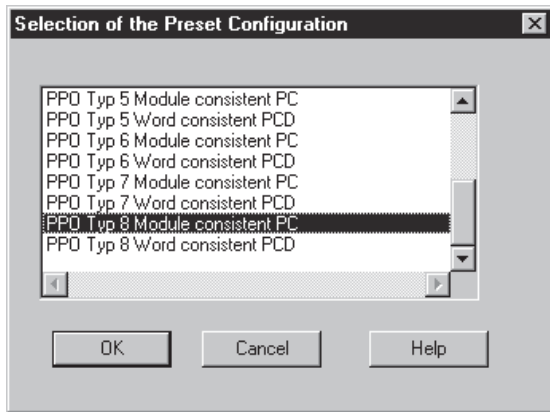 Selection of the Preset Configuration
PPO Typ 5 Module consistent PC
PPO Typ 5 Word consistent PCD
PPO Typ 6 Module consistent PC
PPO Typ 6 Word consistent PCD
PPO Typ 7 Module consistent PC
PPO Typ 7 Word consistent PCD
PPO Typ 8 Module consistent PC
PPO Typ 8 Word consistent PCD
OK Cancel Help